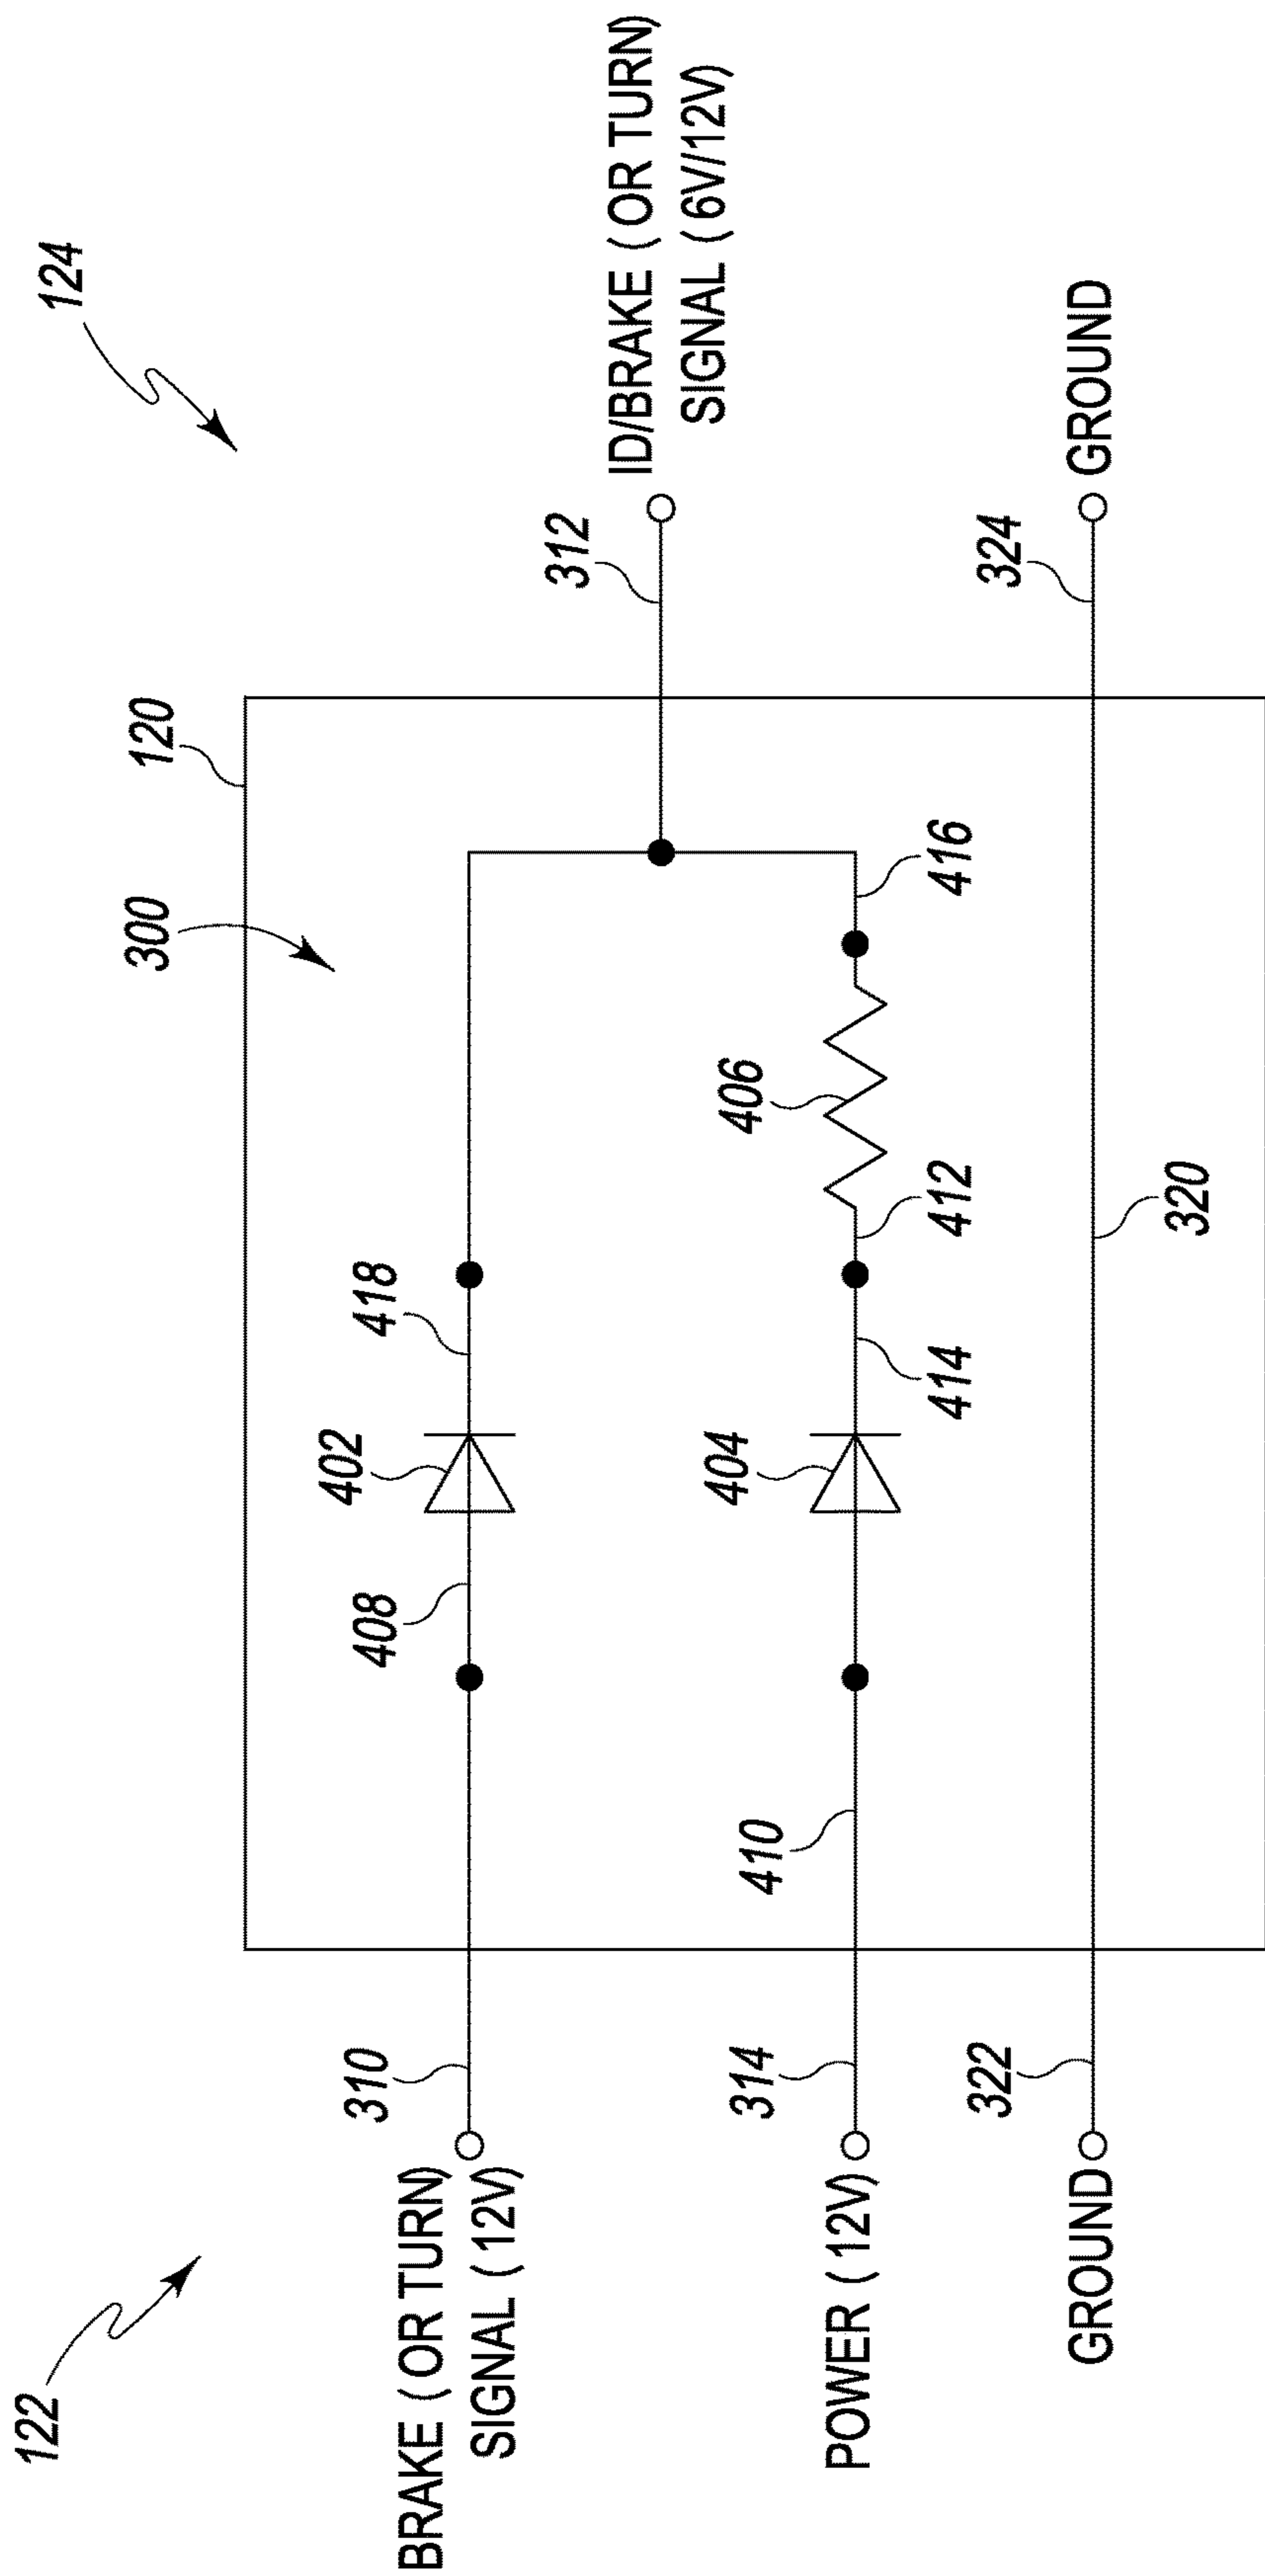 122
124
BRAKE (OR TURN)
SIGNAL (12V)
310
408
402
418
300
120
312
ID/BRAKE (OR TURN)
SIGNAL (6V/12V)
POWER (12V)
314
410
404
414
412
406
416
GROUND
322
320
324
GROUND